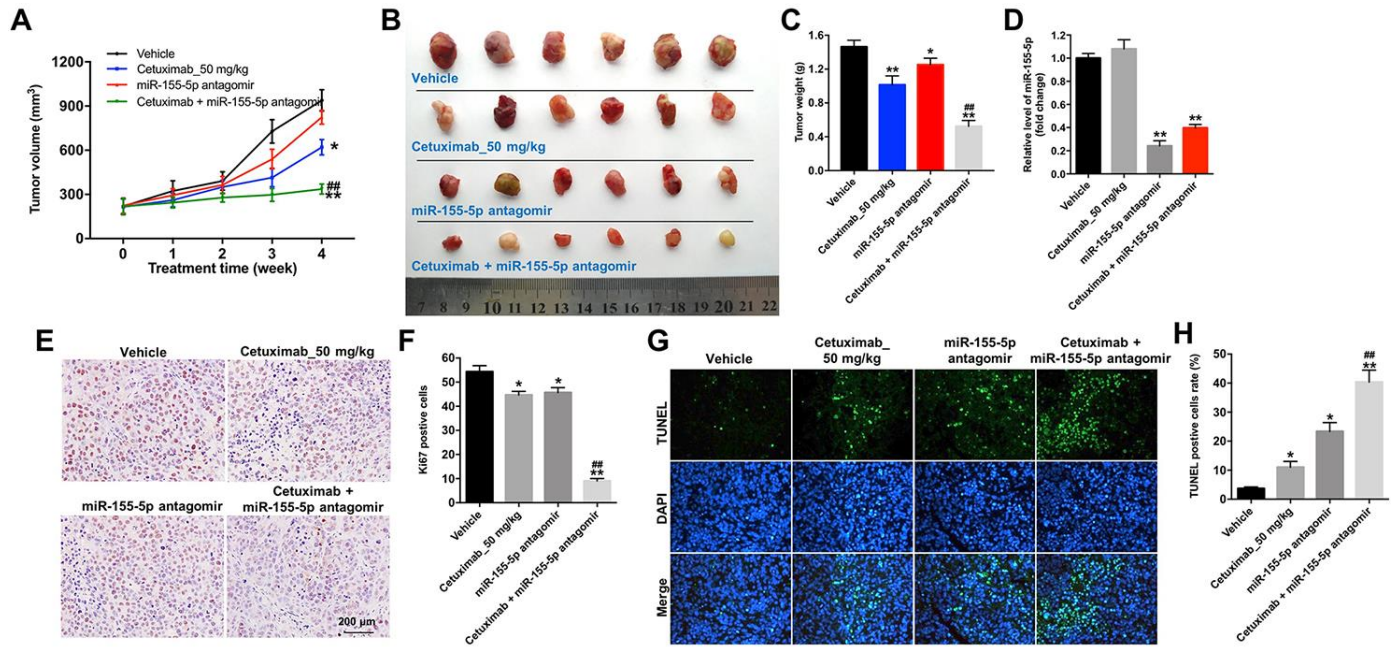 A
Vehicle
Cetuximab_50 mg/kg
miR-155-5p antagomir
Cetuximab + miR-155-5p antagomir
Tumor volume (mm³)
1200
900
600
300
0
*
##
**
0 1 2 3 4
Treatment time (week)
B
Vehicle
Cetuximab_50 mg/kg
miR-155-5p antagomir
Cetuximab + miR-155-5p antagomir
7 8 9 10 11 12 13 14 15 16 17 18 19 20 21 22
C
Tumor weight (g)
1.6
1.2
0.8
0.4
0.0
**
*
##
**
Vehicle
Cetuximab_50 mg/kg
miR-155-5p antagomir
Cetuximab + miR-155-5p antagomir
D
Relative level of miR-155-5p
(fold change)
1.2
1.0
0.8
0.6
0.4
0.2
0.0
**
**
Vehicle
Cetuximab_50 mg/kg
miR-155-5p antagomir
Cetuximab + miR-155-5p antagomir
E
Vehicle
Cetuximab_50 mg/kg
miR-155-5p antagomir
Cetuximab +
miR-155-5p antagomir
200 μm
F
Ki67 postive cells
60
50
40
30
20
10
0
*
*
##
**
Vehicle
Cetuximab_50 mg/kg
miR-155-5p antagomir
Cetuximab + miR-155-5p antagomir
G
Vehicle
Cetuximab_
50 mg/kg
miR-155-5p
antagomir
Cetuximab +
miR-155-5p antagomir
TUNEL
DAPI
Merge
H
TUNEL postive cells rate (%)
50
40
30
20
10
0
*
*
##
**
Vehicle
Cetuximab_50 mg/kg
miR-155-5p antagomir
Cetuximab + miR-155-5p antagomir